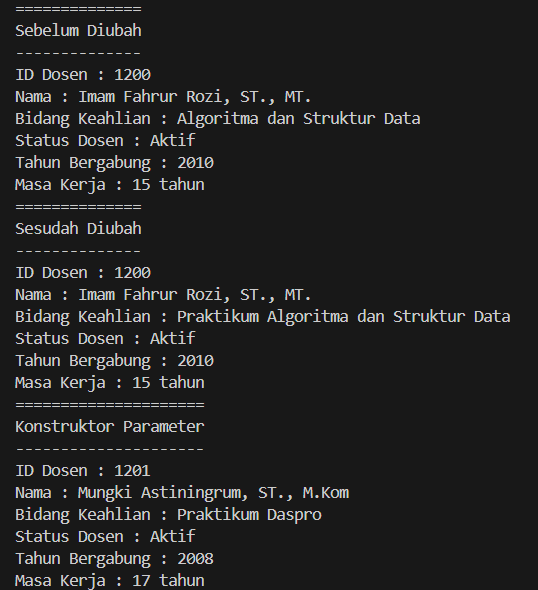 ==============
Sebelum Diubah
--------------
ID Dosen : 1200
Nama : Imam Fahrur Rozi, ST., MT.
Bidang Keahlian : Algoritma dan Struktur Data
Status Dosen : Aktif
Tahun Bergabung : 2010
Masa Kerja : 15 tahun
==============
Sesudah Diubah
--------------
ID Dosen : 1200
Nama : Imam Fahrur Rozi, ST., MT.
Bidang Keahlian : Praktikum Algoritma dan Struktur Data
Status Dosen : Aktif
Tahun Bergabung : 2010
Masa Kerja : 15 tahun
=====================
Konstruktor Parameter
---------------------
ID Dosen : 1201
Nama : Mungki Astiningrum, ST., M.Kom
Bidang Keahlian : Praktikum Daspro
Status Dosen : Aktif
Tahun Bergabung : 2008
Masa Kerja : 17 tahun